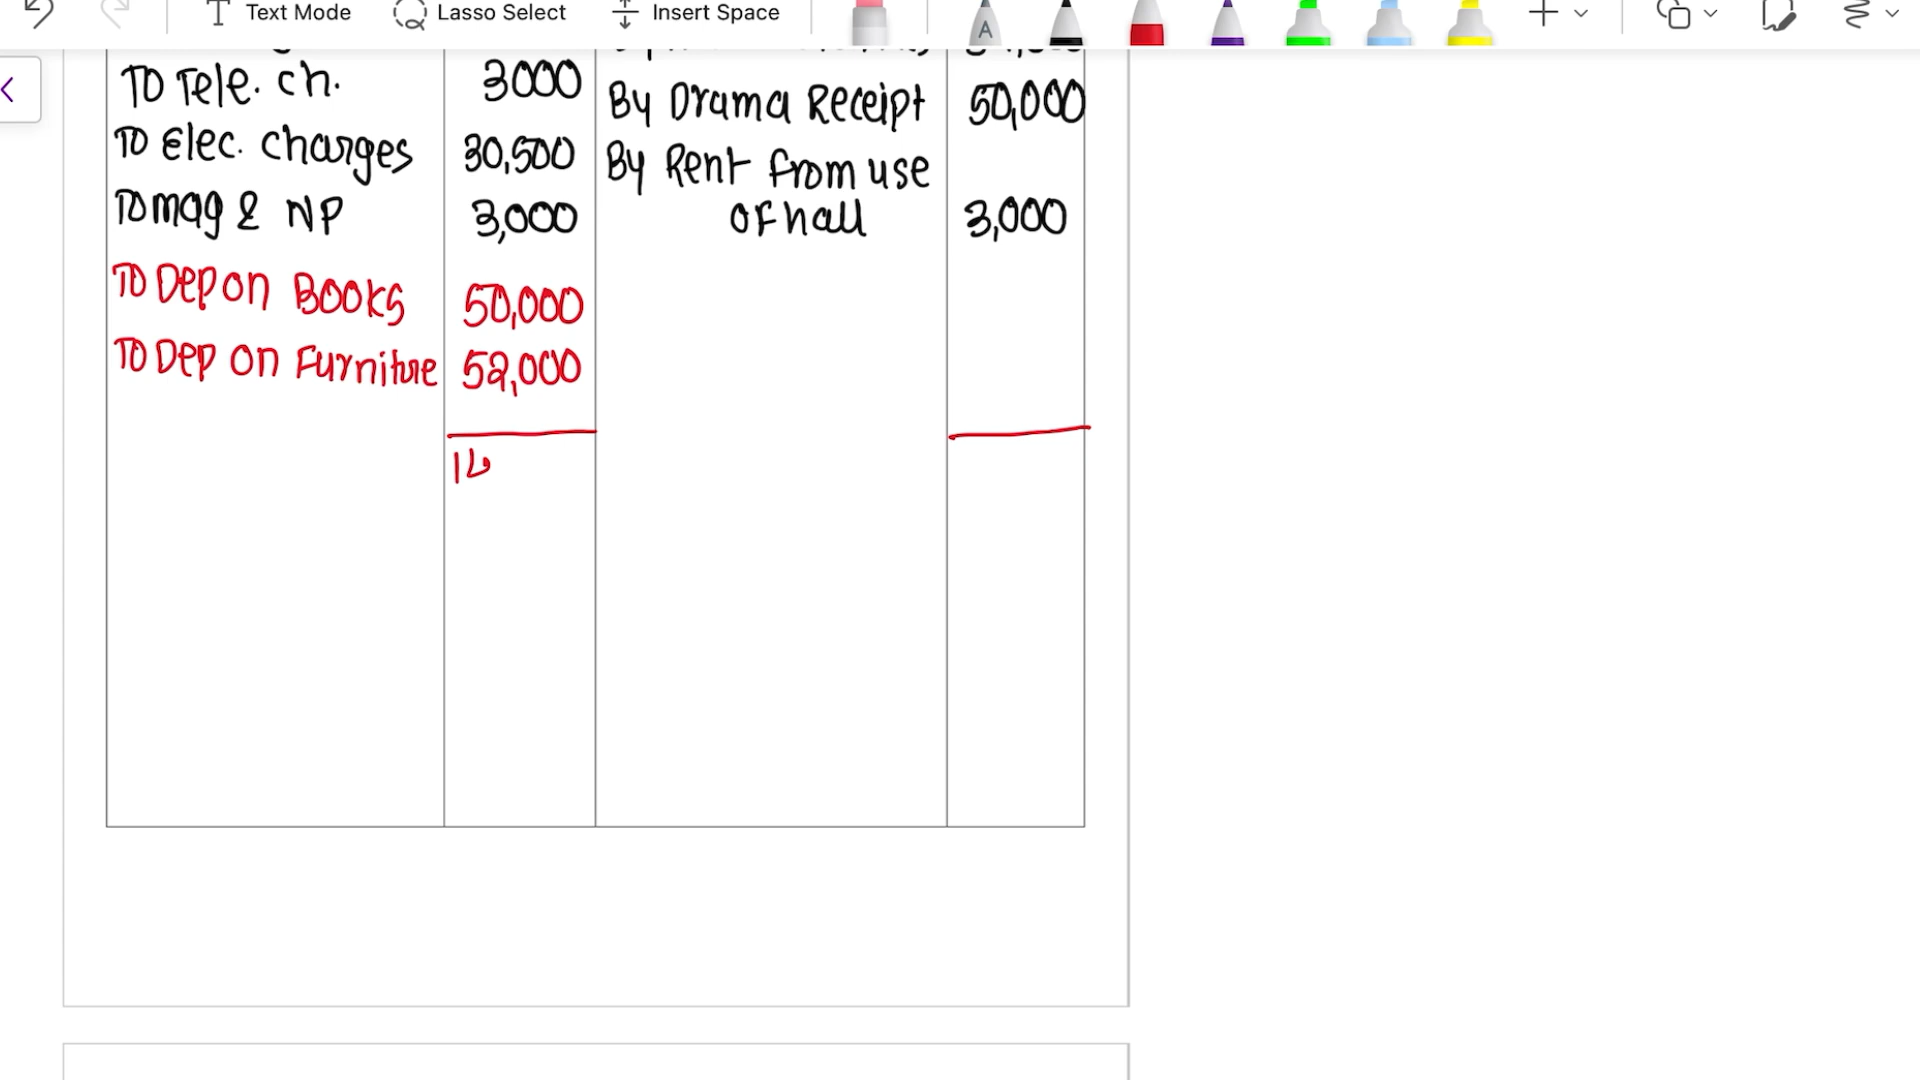 Text Mode Lasso Select Insert Space
A
TO Tele. ch. 3000 By Drama Receipt 50,000
TO Elec. charges 30,500 By Rent from use
TO mag & NP 3,000 of hall 3,000
TO Dep on Books 50,000
TO Dep on Furniture 52,000